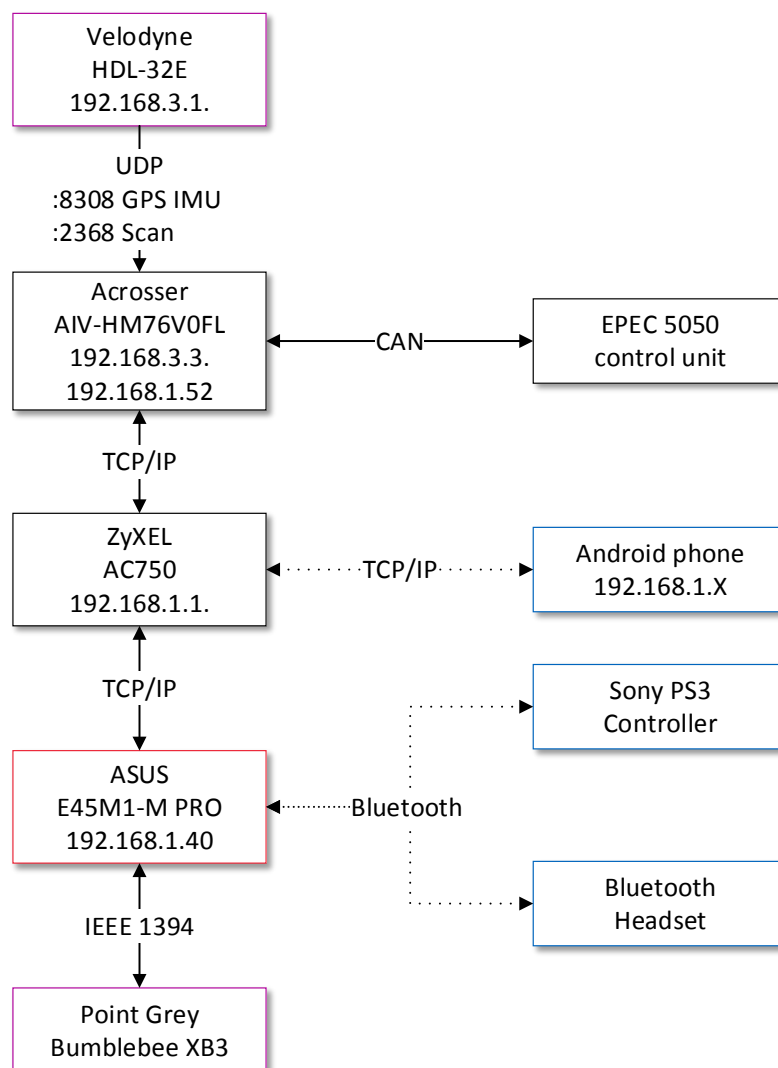 Velodyne
HDL-32E
192.168.3.1.
UDP
:8308 GPS IMU
:2368 Scan
Acrosser
AIV-HM76V0FL
192.168.3.3.
192.168.1.52
CAN
EPEC 5050
control unit
TCP/IP
ZyXEL
AC750
192.168.1.1.
TCP/IP
Android phone
192.168.1.X
TCP/IP
Sony PS3
Controller
ASUS
E45M1-M PRO
192.168.1.40
Bluetooth
Bluetooth
Headset
IEEE 1394
Point Grey
Bumblebee XB3